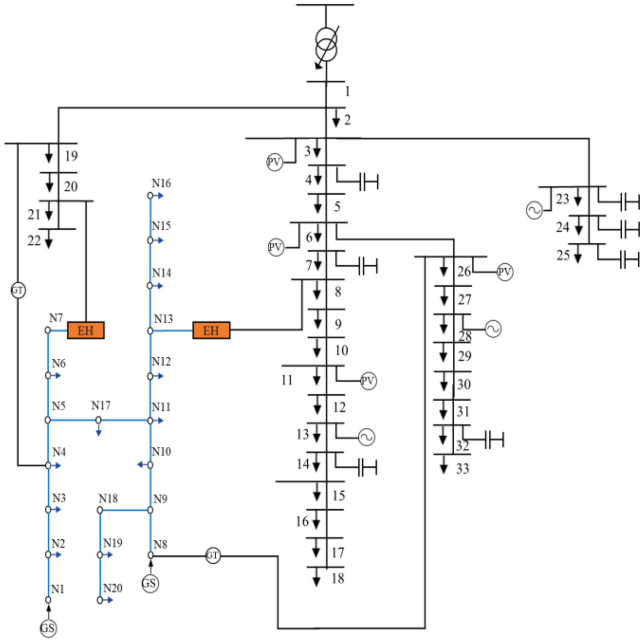 1
2
19
20
21
22
3
PV
4
5
6
PV
7
8
9
10
11
PV
12
13
14
15
16
17
18
23
24
25
26
PV
27
28
29
30
31
32
33
GT
EH
EH
N16
N15
N14
N13
N12
N11
N10
N9
N8
N7
N6
N5
N17
N4
N3
N2
N1
N18
N19
N20
GT
GS
GS